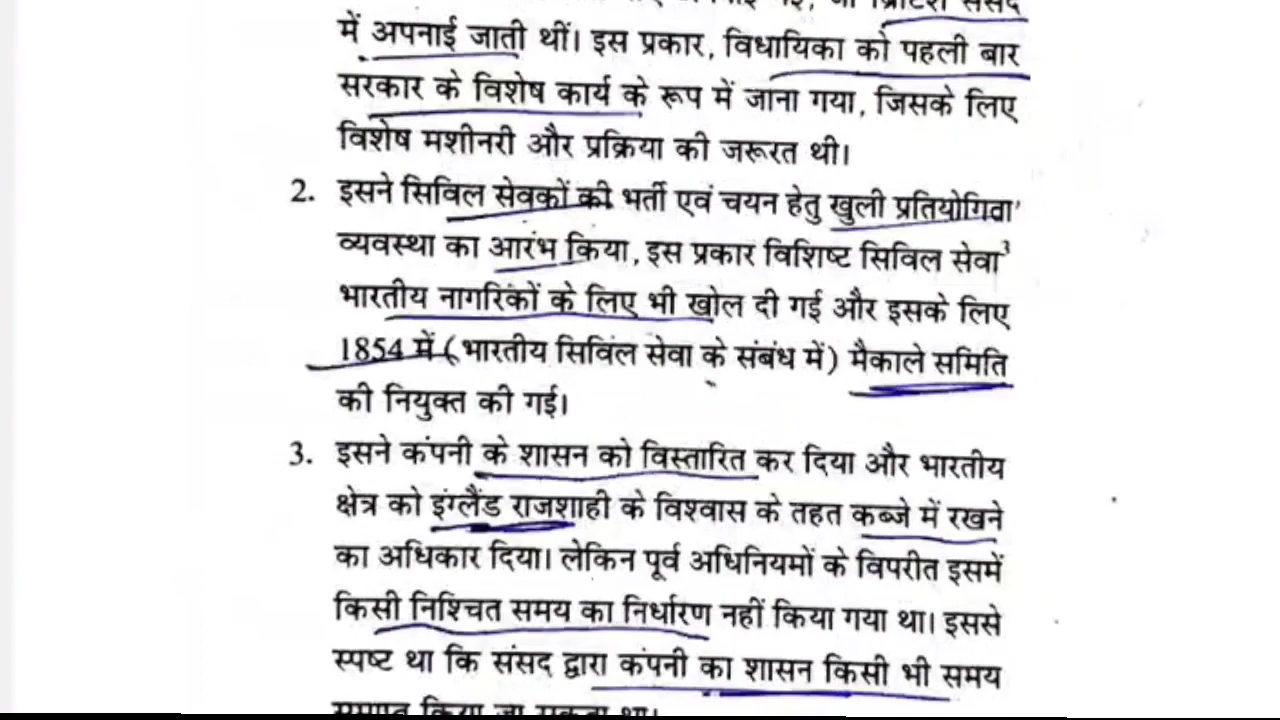 ब्रिटिश संसद
में अपनाई जाती थीं। इस प्रकार, विधायिका को पहली बार
सरकार के विशेष कार्य के रूप में जाना गया, जिसके लिए
विशेष मशीनरी और प्रक्रिया की जरूरत थी।
2. इसने सिविल सेवकों की भर्ती एवं चयन हेतु खुली प्रतियोगिता
व्यवस्था का आरंभ किया, इस प्रकार विशिष्ट सिविल सेवा
भारतीय नागरिकों के लिए भी खोल दी गई और इसके लिए
1854 में (भारतीय सिविल सेवा के संबंध में) मैकाले समिति
की नियुक्त की गई।
3. इसने कंपनी के शासन को विस्तारित कर दिया और भारतीय
क्षेत्र को इंग्लैंड राजशाही के विश्वास के तहत कब्जे में रखने
का अधिकार दिया। लेकिन पूर्व अधिनियमों के विपरीत इसमें
किसी निश्चित समय का निर्धारण नहीं किया गया था। इससे
स्पष्ट था कि संसद द्वारा कंपनी का शासन किसी भी समय
समाप्त किया जा सकता था।